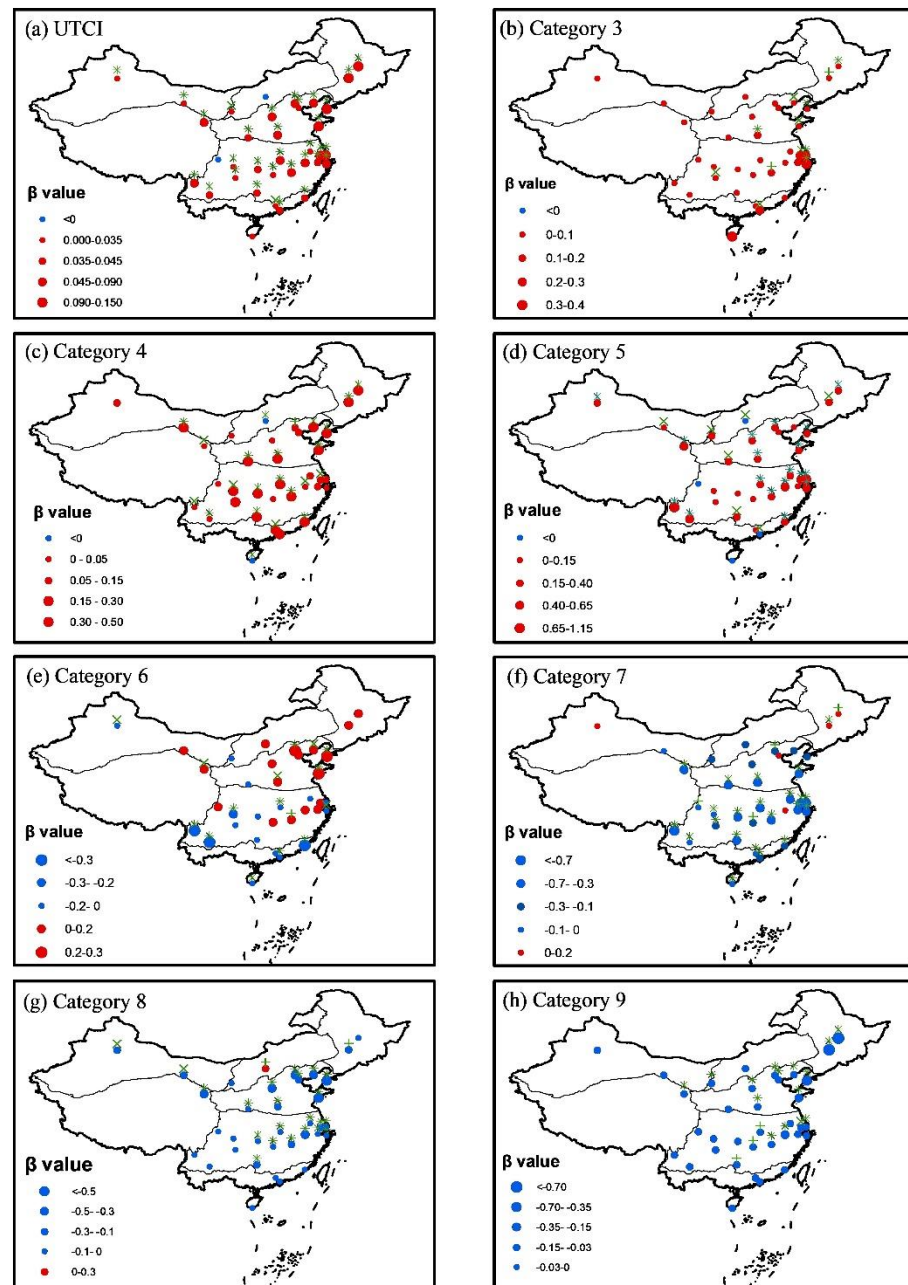 (a) UTCI
β value
<0
0.000-0.035
0.035-0.045
0.045-0.090
0.090-0.150
(b) Category 3
β value
<0
0-0.1
0.1-0.2
0.2-0.3
0.3-0.4
(c) Category 4
β value
<0
0 - 0.05
0.05 - 0.15
0.15 - 0.30
0.30 - 0.50
(d) Category 5
β value
<0
0-0.15
0.15-0.40
0.40-0.65
0.65-1.15
(e) Category 6
β value
<-0.3
-0.3- -0.2
-0.2- 0
0-0.2
0.2-0.3
(f) Category 7
β value
<-0.7
-0.7- -0.3
-0.3- -0.1
-0.1- 0
0-0.2
(g) Category 8
β value
<-0.5
-0.5- -0.3
-0.3- -0.1
-0.1- 0
0-0.3
(h) Category 9
β value
<-0.70
-0.70- -0.35
-0.35- -0.15
-0.15- -0.03
-0.03-0